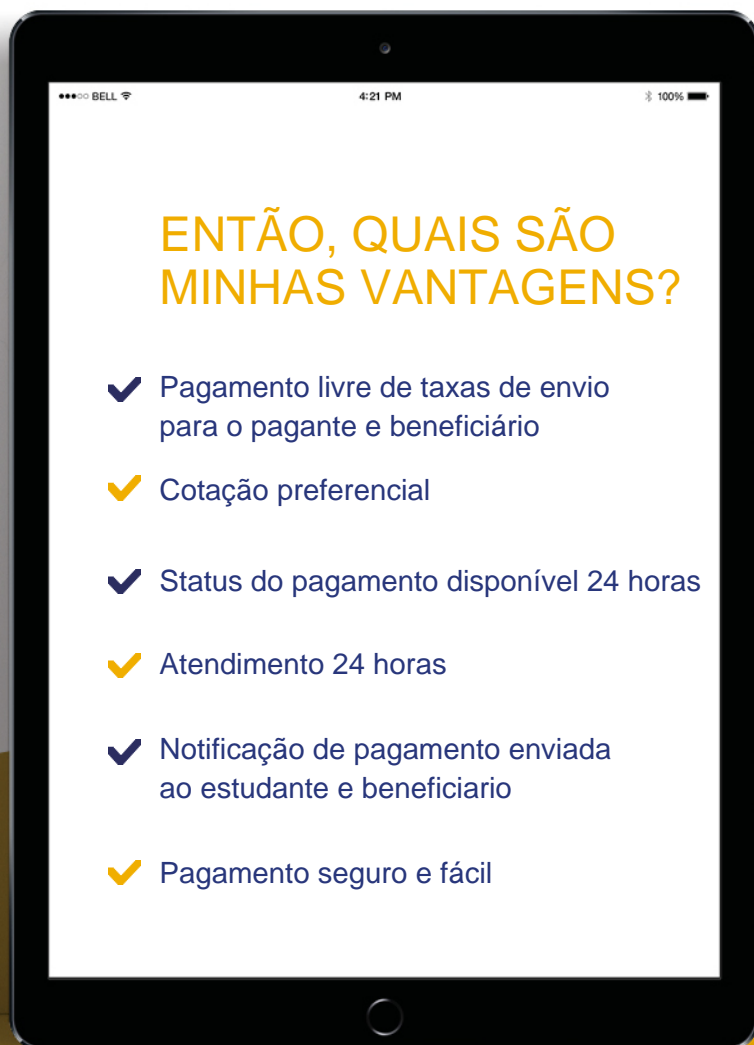 BELL
4:21 PM
100%
ENTÃO, QUAIS SÃO
MINHAS VANTAGENS?
Pagamento livre de taxas de envio
para o pagante e beneficiário
Cotação preferencial
Status do pagamento disponível 24 horas
Atendimento 24 horas
Notificação de pagamento enviada
ao estudante e beneficiario
Pagamento seguro e fácil